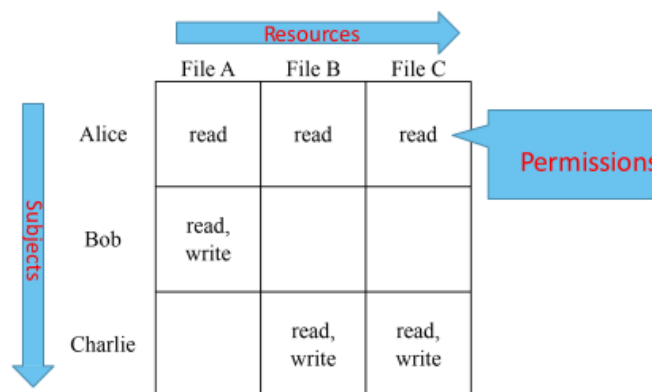 Resources
File A File B File C
Alice read read read
Permissions
Subjects
Bob read,
write
Charlie read, read,
write write